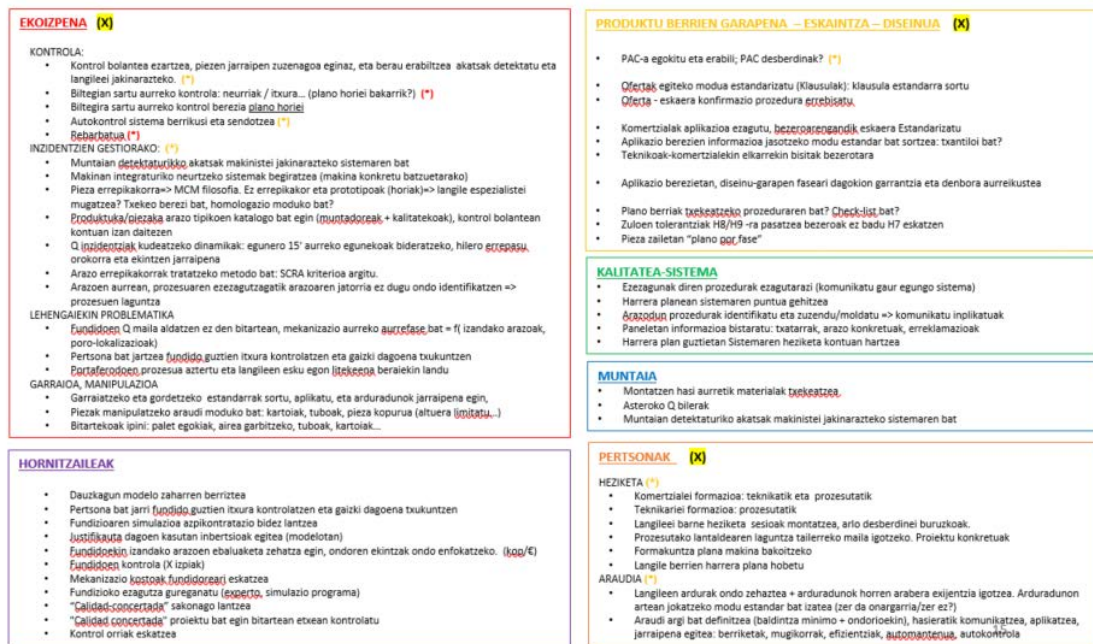 EKOIZPENA (X)
KONTROLA:
• Kontrol bolantea ezartzea, piezen jarraipen zuzenagoa eginaz, eta berau erabiltzea akatsak detektatu eta
langileei jakinarazteko. (*)
• Biltegian sartu aurreko kontrola: neurriak / itxura... (plano horiei bakarrik?) (*)
• Biltegira sartu aurreko kontrol berezia plano horiei
• Autokontrol sistema berrikusi eta sendotzea (*)
• Rebarbatua (*)
INZIDENTZIEN GESTIORAKO: (*)
• Muntaian detektaturikko akatsak makinistei jakinarazteko sistemaren bat
• Makinan integraturiko neurtzeko sistemak begiratzea (makina konkretu batzuetarako)
• Pieza errepikakorra=> MCM filosofia. Ez errepikakor eta prototipoak (horiak)=> langile espezialistei
mugatzea? Txekeo berezi bat, homologazio moduko bat?
• Produktuka/piezaka arazo tipikoen katalogo bat egin (muntadoreak + kalitatekoak), kontrol bolantean
kontuan izan daitezen
• Q inzidentziak kudeatzeko dinamikak: egunero 15' aurreko egunekoak bideratzeko, hilero errepasu
orokorra eta ekintzen jarraipena
• Arazo errepikakorrak tratatzeko metodo bat: SCRA kriterioa argitu.
• Arazoen aurrean, prozesuaren ezezagutzagatik arazoaren jatorria ez dugu ondo identifikatzen =>
prozesuen laguntza
LEHENGAIEKIN PROBLEMATIKA
• Fundidoen Q maila aldatzen ez den bitartean, mekanizazio aurreko aurrefase bat = f( izandako arazoak,
poro-lokalizazioak)
• Pertsona bat jartzea fundido guztien itxura kontrolatzen eta gaizki dagoena txukuntzen
• Portaferodoen prozesua aztertu eta langileen esku egon litekeena beraiekin landu
GARRAIOA, MANIPULAZIOA
• Garraiatzeko eta gordetzeko estandarrak sortu, aplikatu, eta arduradunok jarraipena egin,
• Piezak manipulatzeko araudi moduko bat: kartoiak, tuboak, pieza kopurua (altuera limitatu,..)
• Bitartekoak ipini: palet egokiak, airea garbitzeko, tuboak, kartoiak...
HORNITZAILEAK
• Dauzkagun modelo zaharren berriztea
• Pertsona bat jarri fundido guztien itxura kontrolatzen eta gaizki dagoena txukuntzen
• Fundizioaren simulazioa azpikontratazio bidez lantzea
• Justifikauta dagoen kasutan inbertsioak egitea (modelotan)
• Fundidoekin izandako arazoen ebaluaketa zehatza egin, ondoren ekintzak ondo enfokatzeko. (kop/€)
• Fundidoen kontrola (X izpiak)
• Mekanizazio kostoak fundidoreari eskatzea
• Fundizioko ezagutza gureganatu (experto, simulazio programa)
• "Calidad-concertada" sakonago lantzea
• "Calidad concertada" proiektu bat egin bitartean etxean kontrolatu
• Kontrol orriak eskatzea
PRODUKTU BERRIEN GARAPENA – ESKAINTZA – DISEINUA (X)
• PAC-a egokitu eta erabili; PAC desberdinak? (*)
• Ofertak egiteko modua estandarizatu (Klausulak): klausula estandarra sortu
• Oferta - eskaera konfirmazio prozedura errebisatu,
• Komertzialak aplikazioa ezagutu, bezeroarengandik eskaera Estandarizatu
• Aplikazio berezien informazioa jasotzeko modu estandar bat sortzea: txantiloi bat?
• Teknikoak-komertzialekin elkarrekin bisitak bezerotara
• Aplikazio berezietan, diseinu-garapen faseari dagokion garrantzia eta denbora aurreikustea
• Plano berriak txekeatzeko prozeduraren bat? Check-list bat?
• Zuloen tolerantziak H8/H9 -ra pasatzea bezeroak ez badu H7 eskatzen
• Pieza zailetan "plano por fase"
KALITATEA-SISTEMA
• Ezezagunak diren prozedurak ezagutarazi (komunikatu gaur egungo sistema)
• Harrera planean sistemaren puntua gehitzea
• Arazodun prozedurak identifikatu eta zuzendu/moldatu => komunikatu inplikatuak
• Paneletan informazioa bistaratu: txatarrak, arazo konkretuak, erreklamazioak
• Harrera plan guztietan Sistemaren heziketa kontuan hartzea
MUNTAIA
• Montatzen hasi aurretik materialak txekeatzea,
• Asteroko Q bilerak
• Muntaian detektaturiko akatsak makinistei jakinarazteko sistemaren bat
PERTSONAK (X)
HEZIKETA (*)
• Komertzialei formazioa: teknikatik eta prozesutatik
• Teknikariei formazioa: prozesutatik
• Langileei barne heziketa sesioak montatzea, arlo desberdinei buruzkoak.
• Prozesutako lantaldearen laguntza tailerreko maila igotzeko. Proiektu konkretuak
• Formakuntza plana makina bakoitzeko
• Langile berrien harrera plana hobetu
ARAUDIA (*)
• Langileen ardurak ondo zehaztea + arduradunok horren arabera exijentzia igotzea. Arduradunon
artean jokatzeko modu estandar bat izatea (zer da onargarria/zer ez?)
• Araudi argi bat definitzea (baldintza minimo + ondorioekin), hasieratik komunikatzea, aplikatzea,
jarraipena egitea: berriketak, mugikorrak, efizientziak, automantenua, autokontrola
15